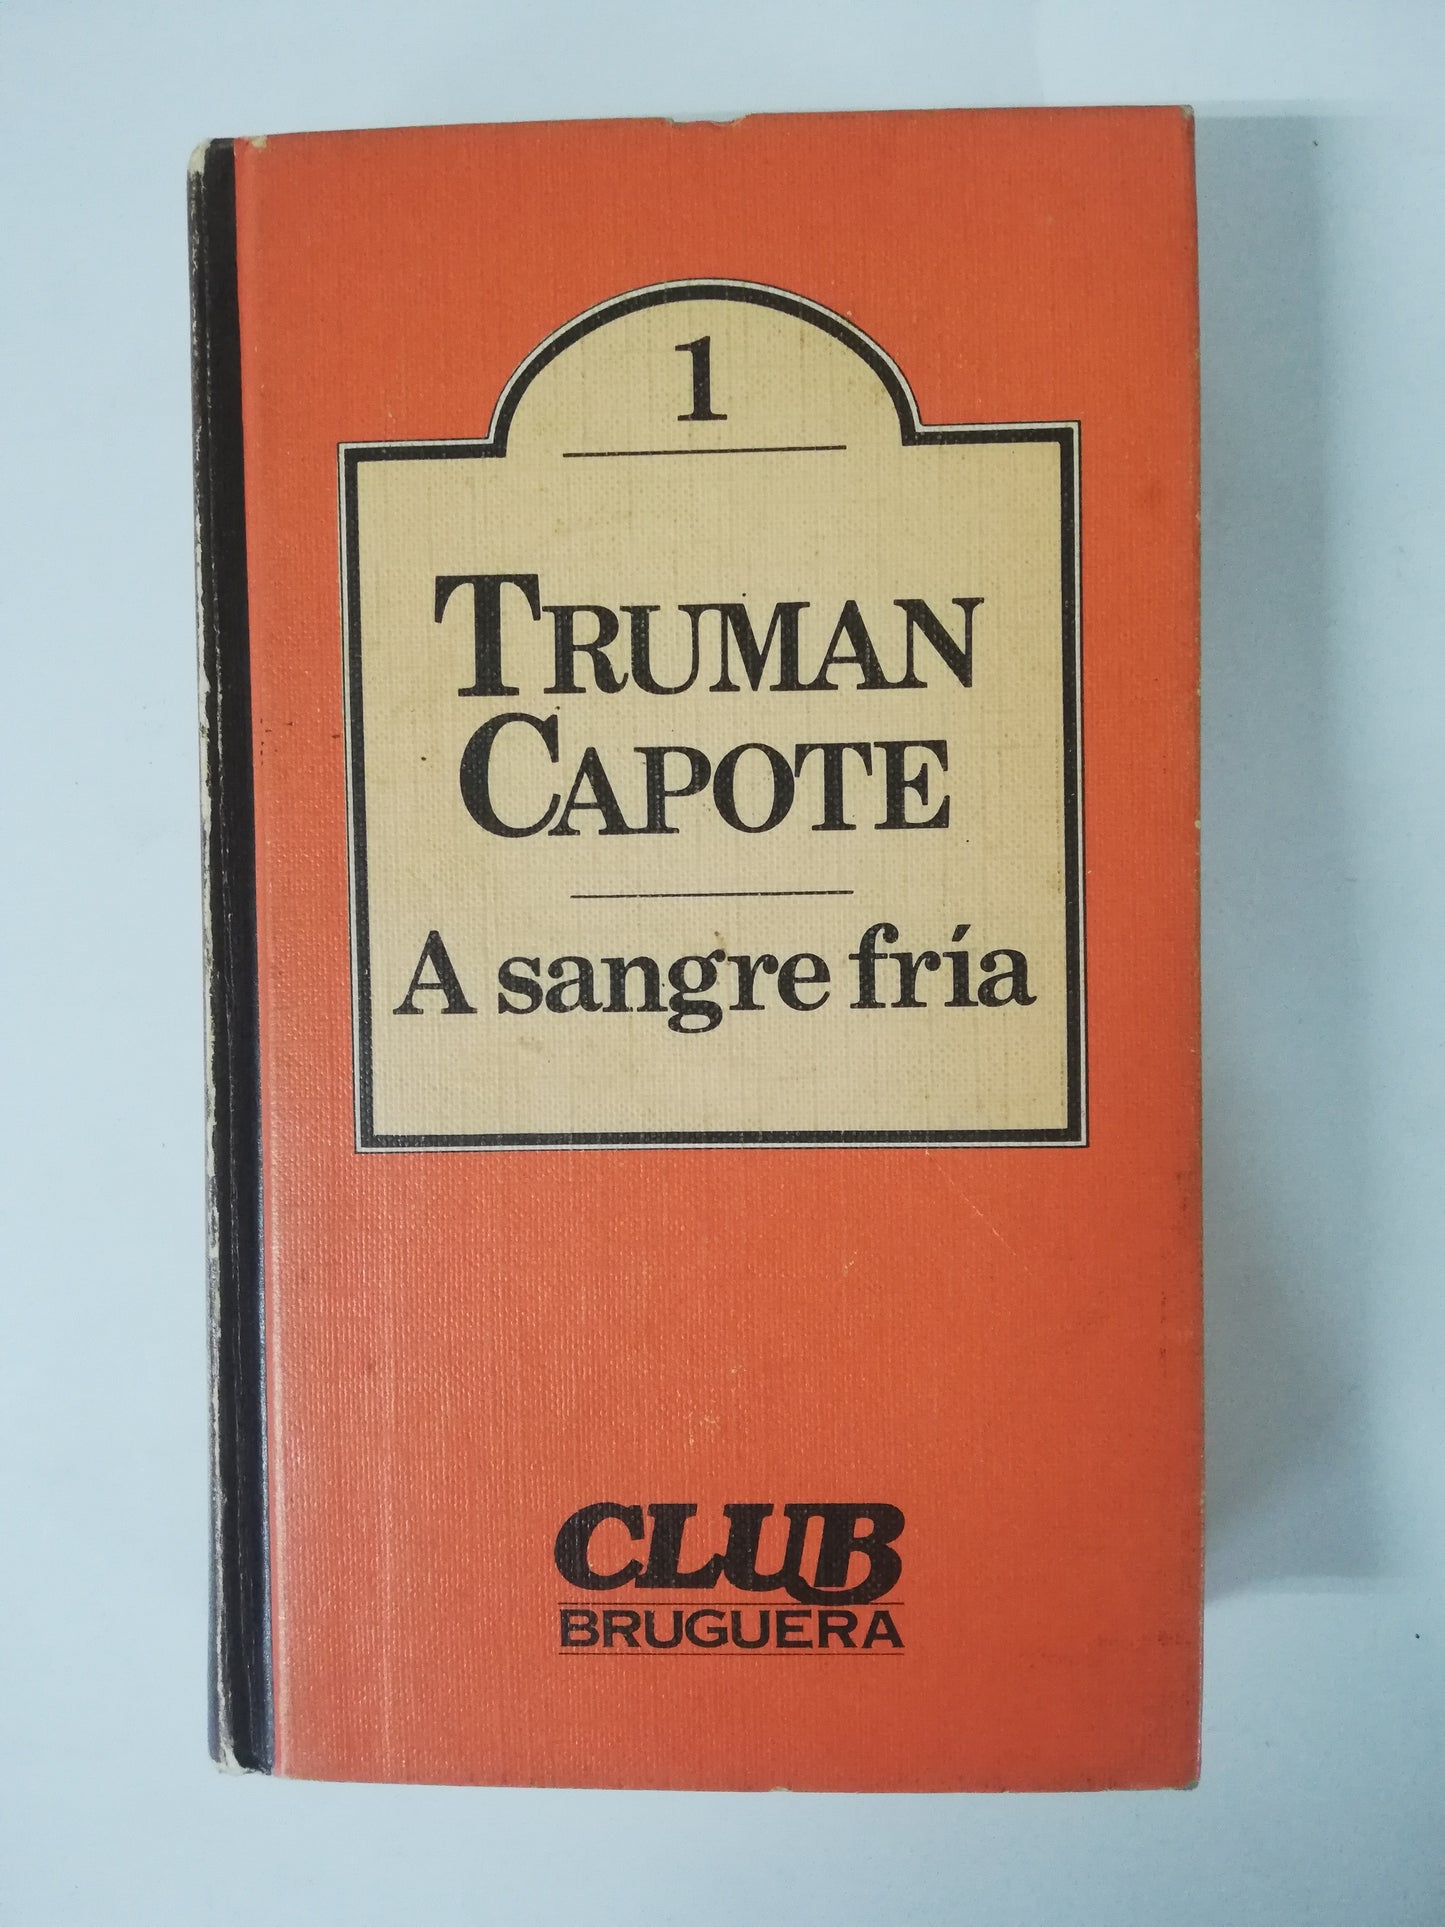 1
TRUMAN
CAPOTE
A sangre fría
CLUB
BRUGUERA